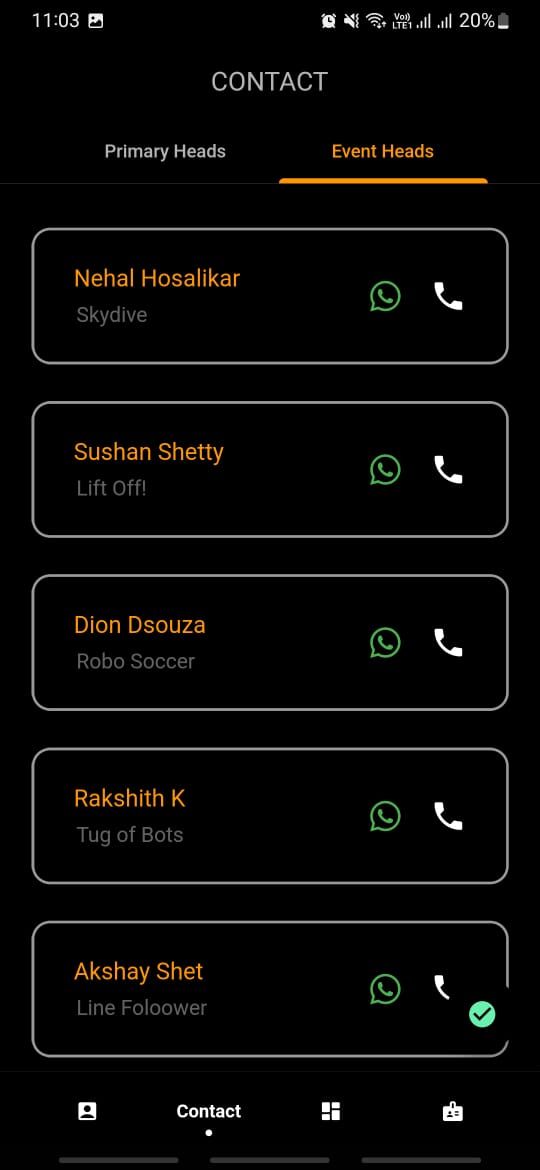 11:03
Vo))
LTE1
20%
CONTACT
Primary Heads
Event Heads
Nehal Hosalikar
Skydive
Sushan Shetty
Lift Off!
Dion Dsouza
Robo Soccer
Rakshith K
Tug of Bots
Akshay Shet
Line Foloower
Contact